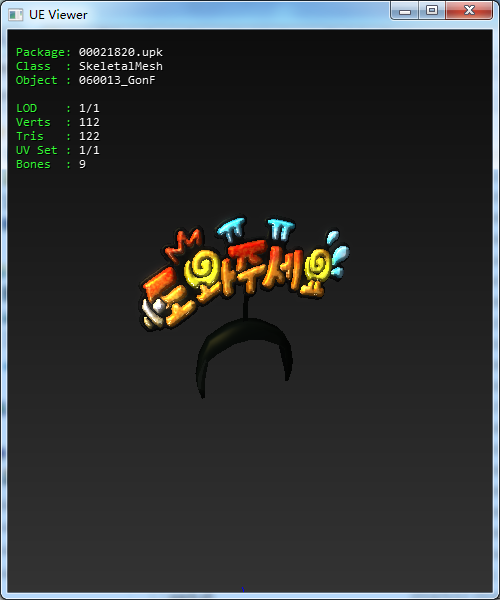 UE Viewer
Package: 00021820.upk
Class : SkeletalMesh
Object : 060013_GonF
LOD : 1/1
Verts : 112
Tris : 122
UV Set : 1/1
Bones : 9
ㅠ ㅠ
도와주세요